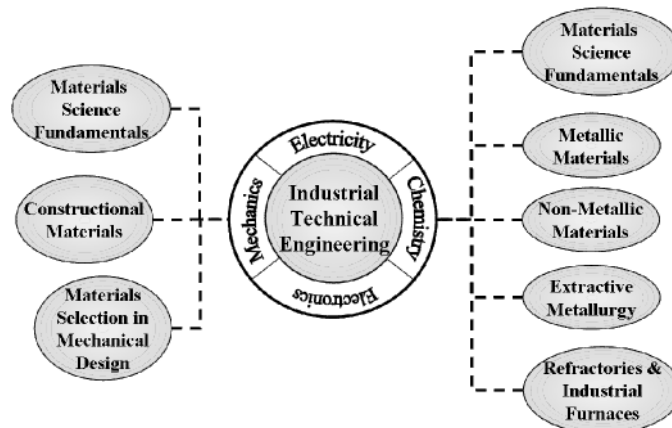 Materials
Science
Fundamentals
Constructional
Materials
Materials
Selection in
Mechanical
Design
Electricity
Mechanics
Industrial
Technical
Engineering
Chemistry
Electronics
Materials
Science
Fundamentals
Metallic
Materials
Non-Metallic
Materials
Extractive
Metallurgy
Refractories &
Industrial
Furnaces